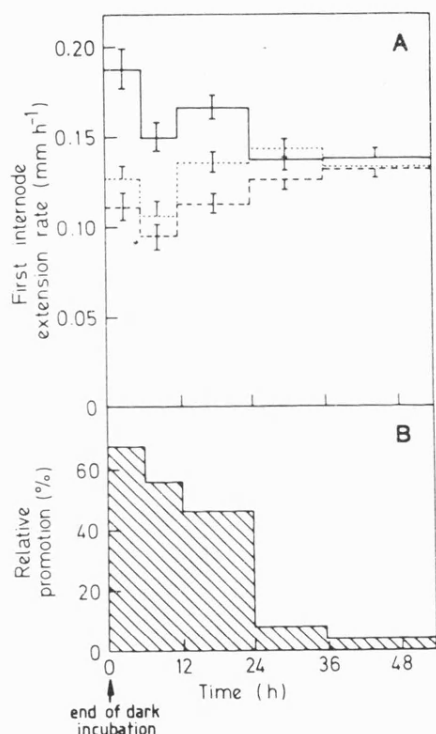 A
0.20
0.15
0.10
0.05
0
First internode
extension rate (mm h⁻¹)
B
60
40
20
0
Relative
promotion (%)
0 12 24 36 48
Time (h)
end of dark
incubation